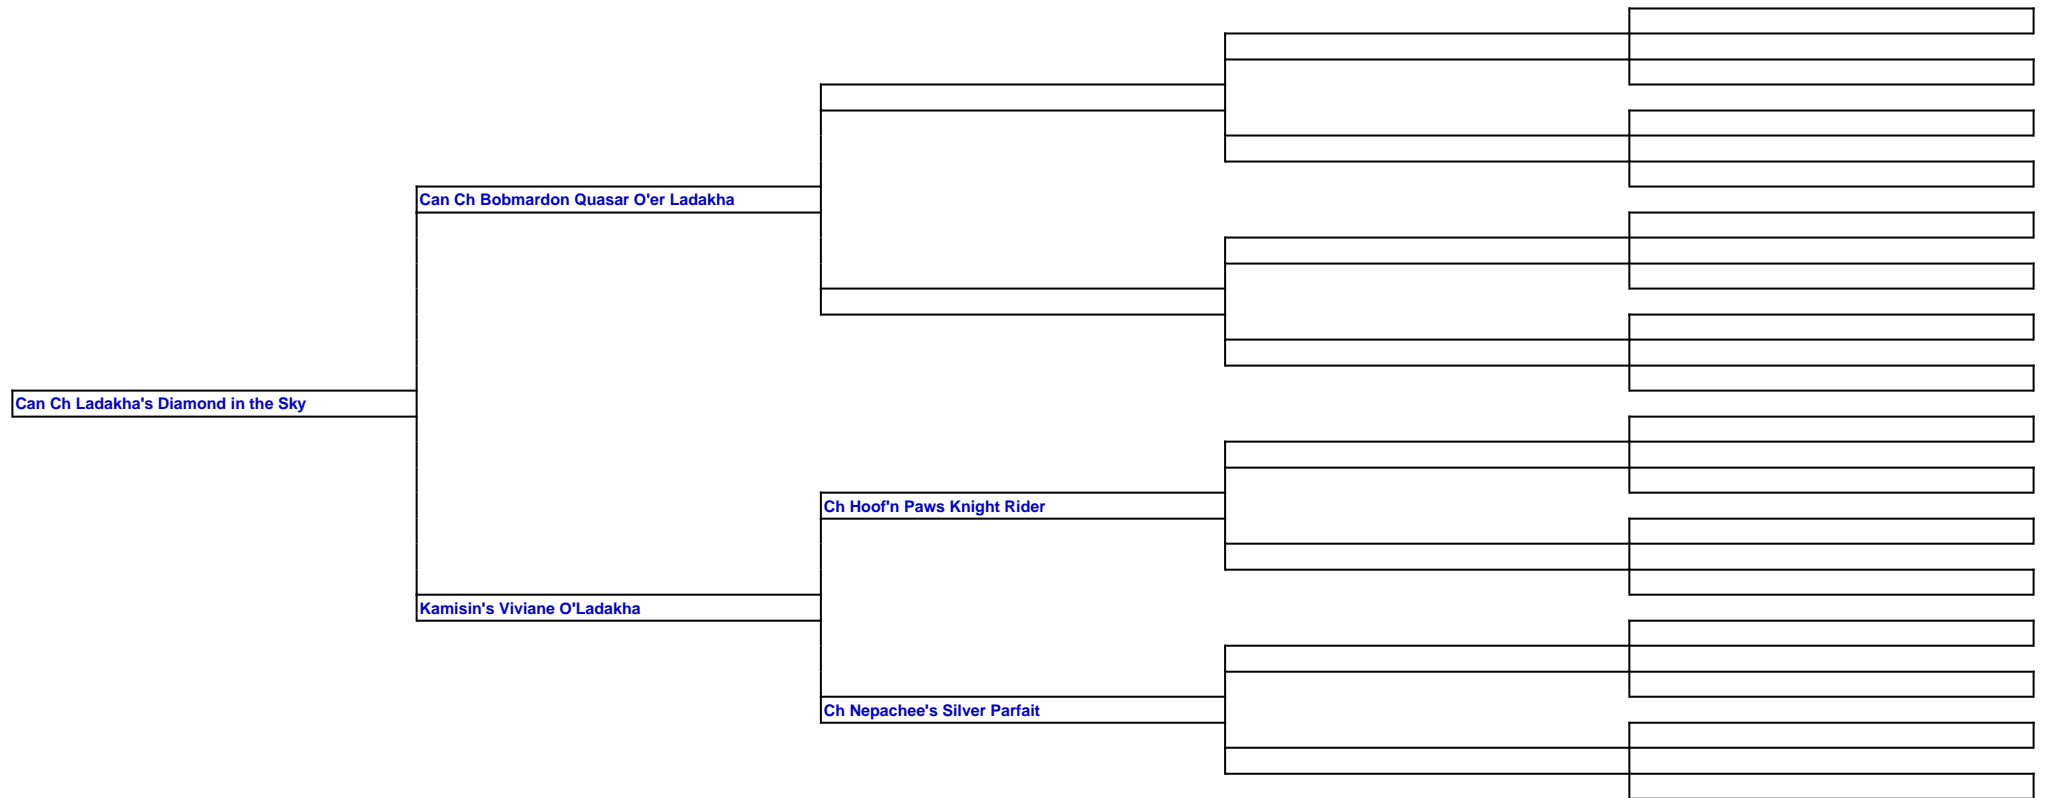 Can Ch Bobmardon Quasar O'er Ladakha
Can Ch Ladakha's Diamond in the Sky
Ch Hoof'n Paws Knight Rider
Kamisin's Viviane O'Ladakha
Ch Nepachee's Silver Parfait